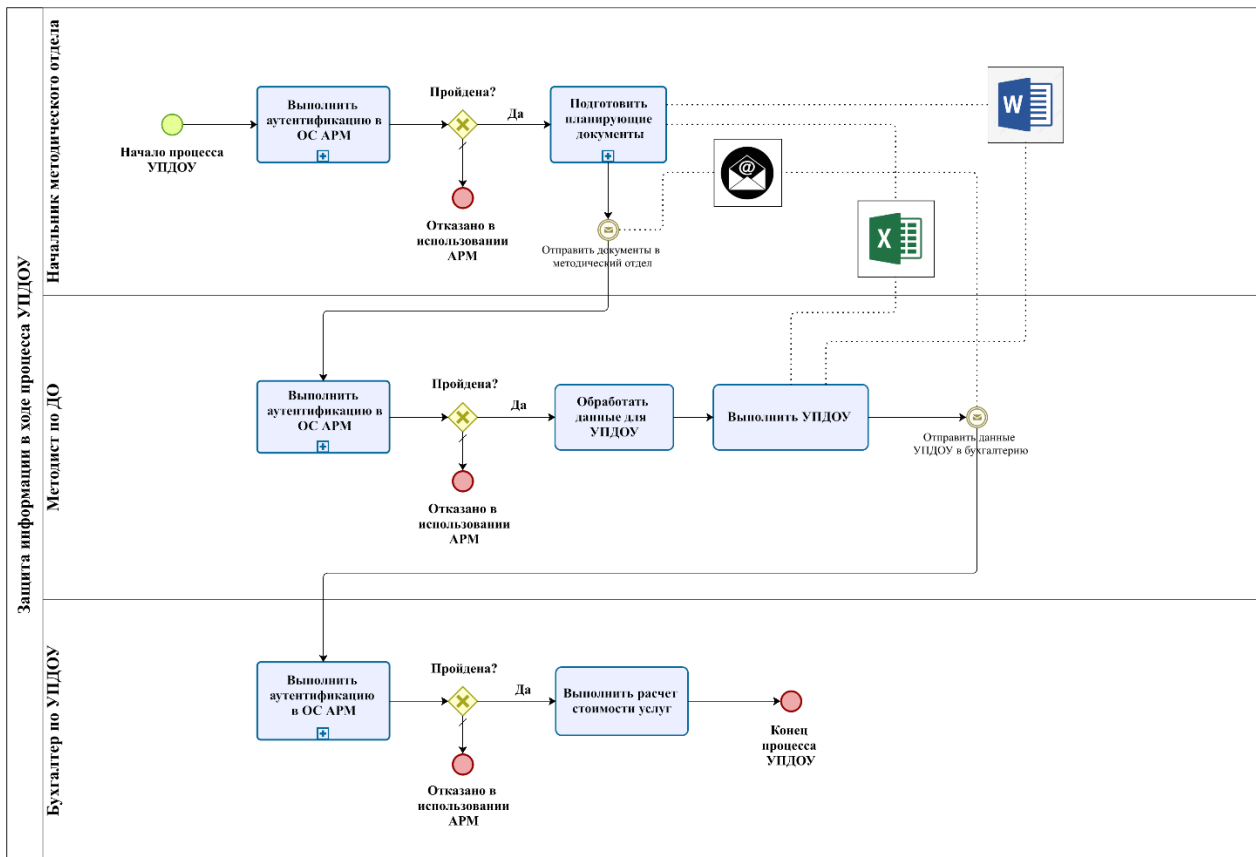 Защита информации в ходе процесса УПДОУ
Начальник методического отдела
Начало процесса
УПДОУ
Выполнить
аутентификацию в
ОС АРМ
Пройдена?
Да
Отказано в
использовании
АРМ
Подготовить
планирующие
документы
Отправить документы в
методический отдел
@
W
X
Методист по ДО
Выполнить
аутентификацию в
ОС АРМ
Пройдена?
Да
Отказано в
использовании
АРМ
Обработать
данные для
УПДОУ
Выполнить УПДОУ
Отправить данные
УПДОУ в бухгалтерию
Бухгалтер по УПДОУ
Выполнить
аутентификацию
в ОС АРМ
Пройдена?
Да
Отказано в
использовании
АРМ
Выполнить расчет
стоимости услуг
Конец
процесса
УПДОУ